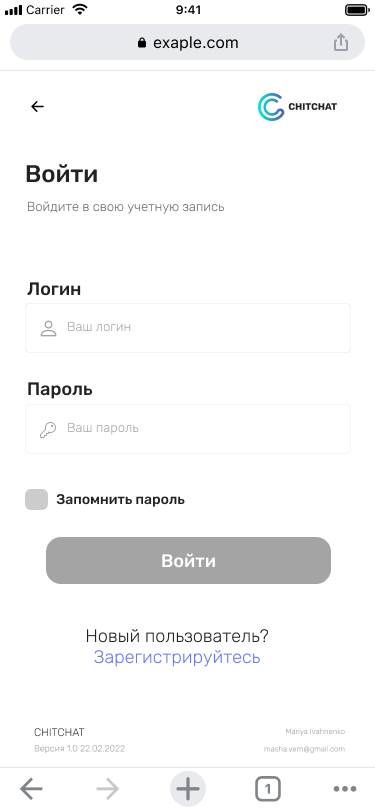 Carrier 9:41
exaple.com
CHITCHAT
Войти
Войдите в свою учетную запись
Логин
Ваш логин
Пароль
Ваш пароль
Запомнить пароль
Войти
Новый пользователь?
Зарегистрируйтесь
CHITCHAT Mariya Ivahnenko
Версия 1.0 22.02.2022 masha.vem@gmail.com
1